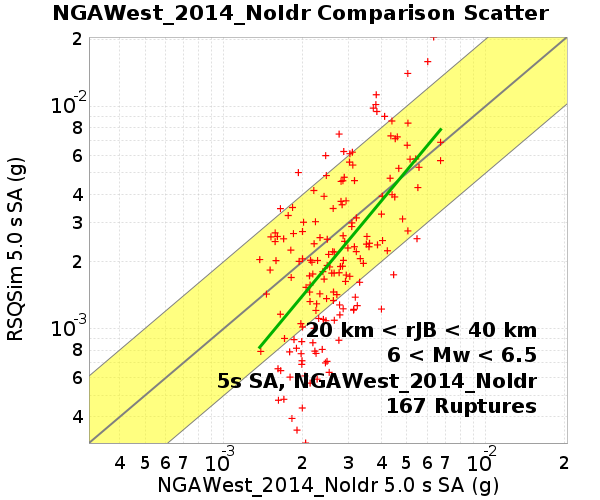 NGAWest_2014_NoIdr Comparison Scatter
2
10⁻²
8
6
4
3
2
10⁻³
8
6
4
RSQSim 5.0 s SA (g)
20 km < rJB < 40 km
6 < Mw < 6.5
5s SA, NGAWest_2014_NoIdr
167 Ruptures
4 5 6 7 10⁻³ 2 3 4 5 6 7 10⁻² 2
NGAWest_2014_NoIdr 5.0 s SA (g)